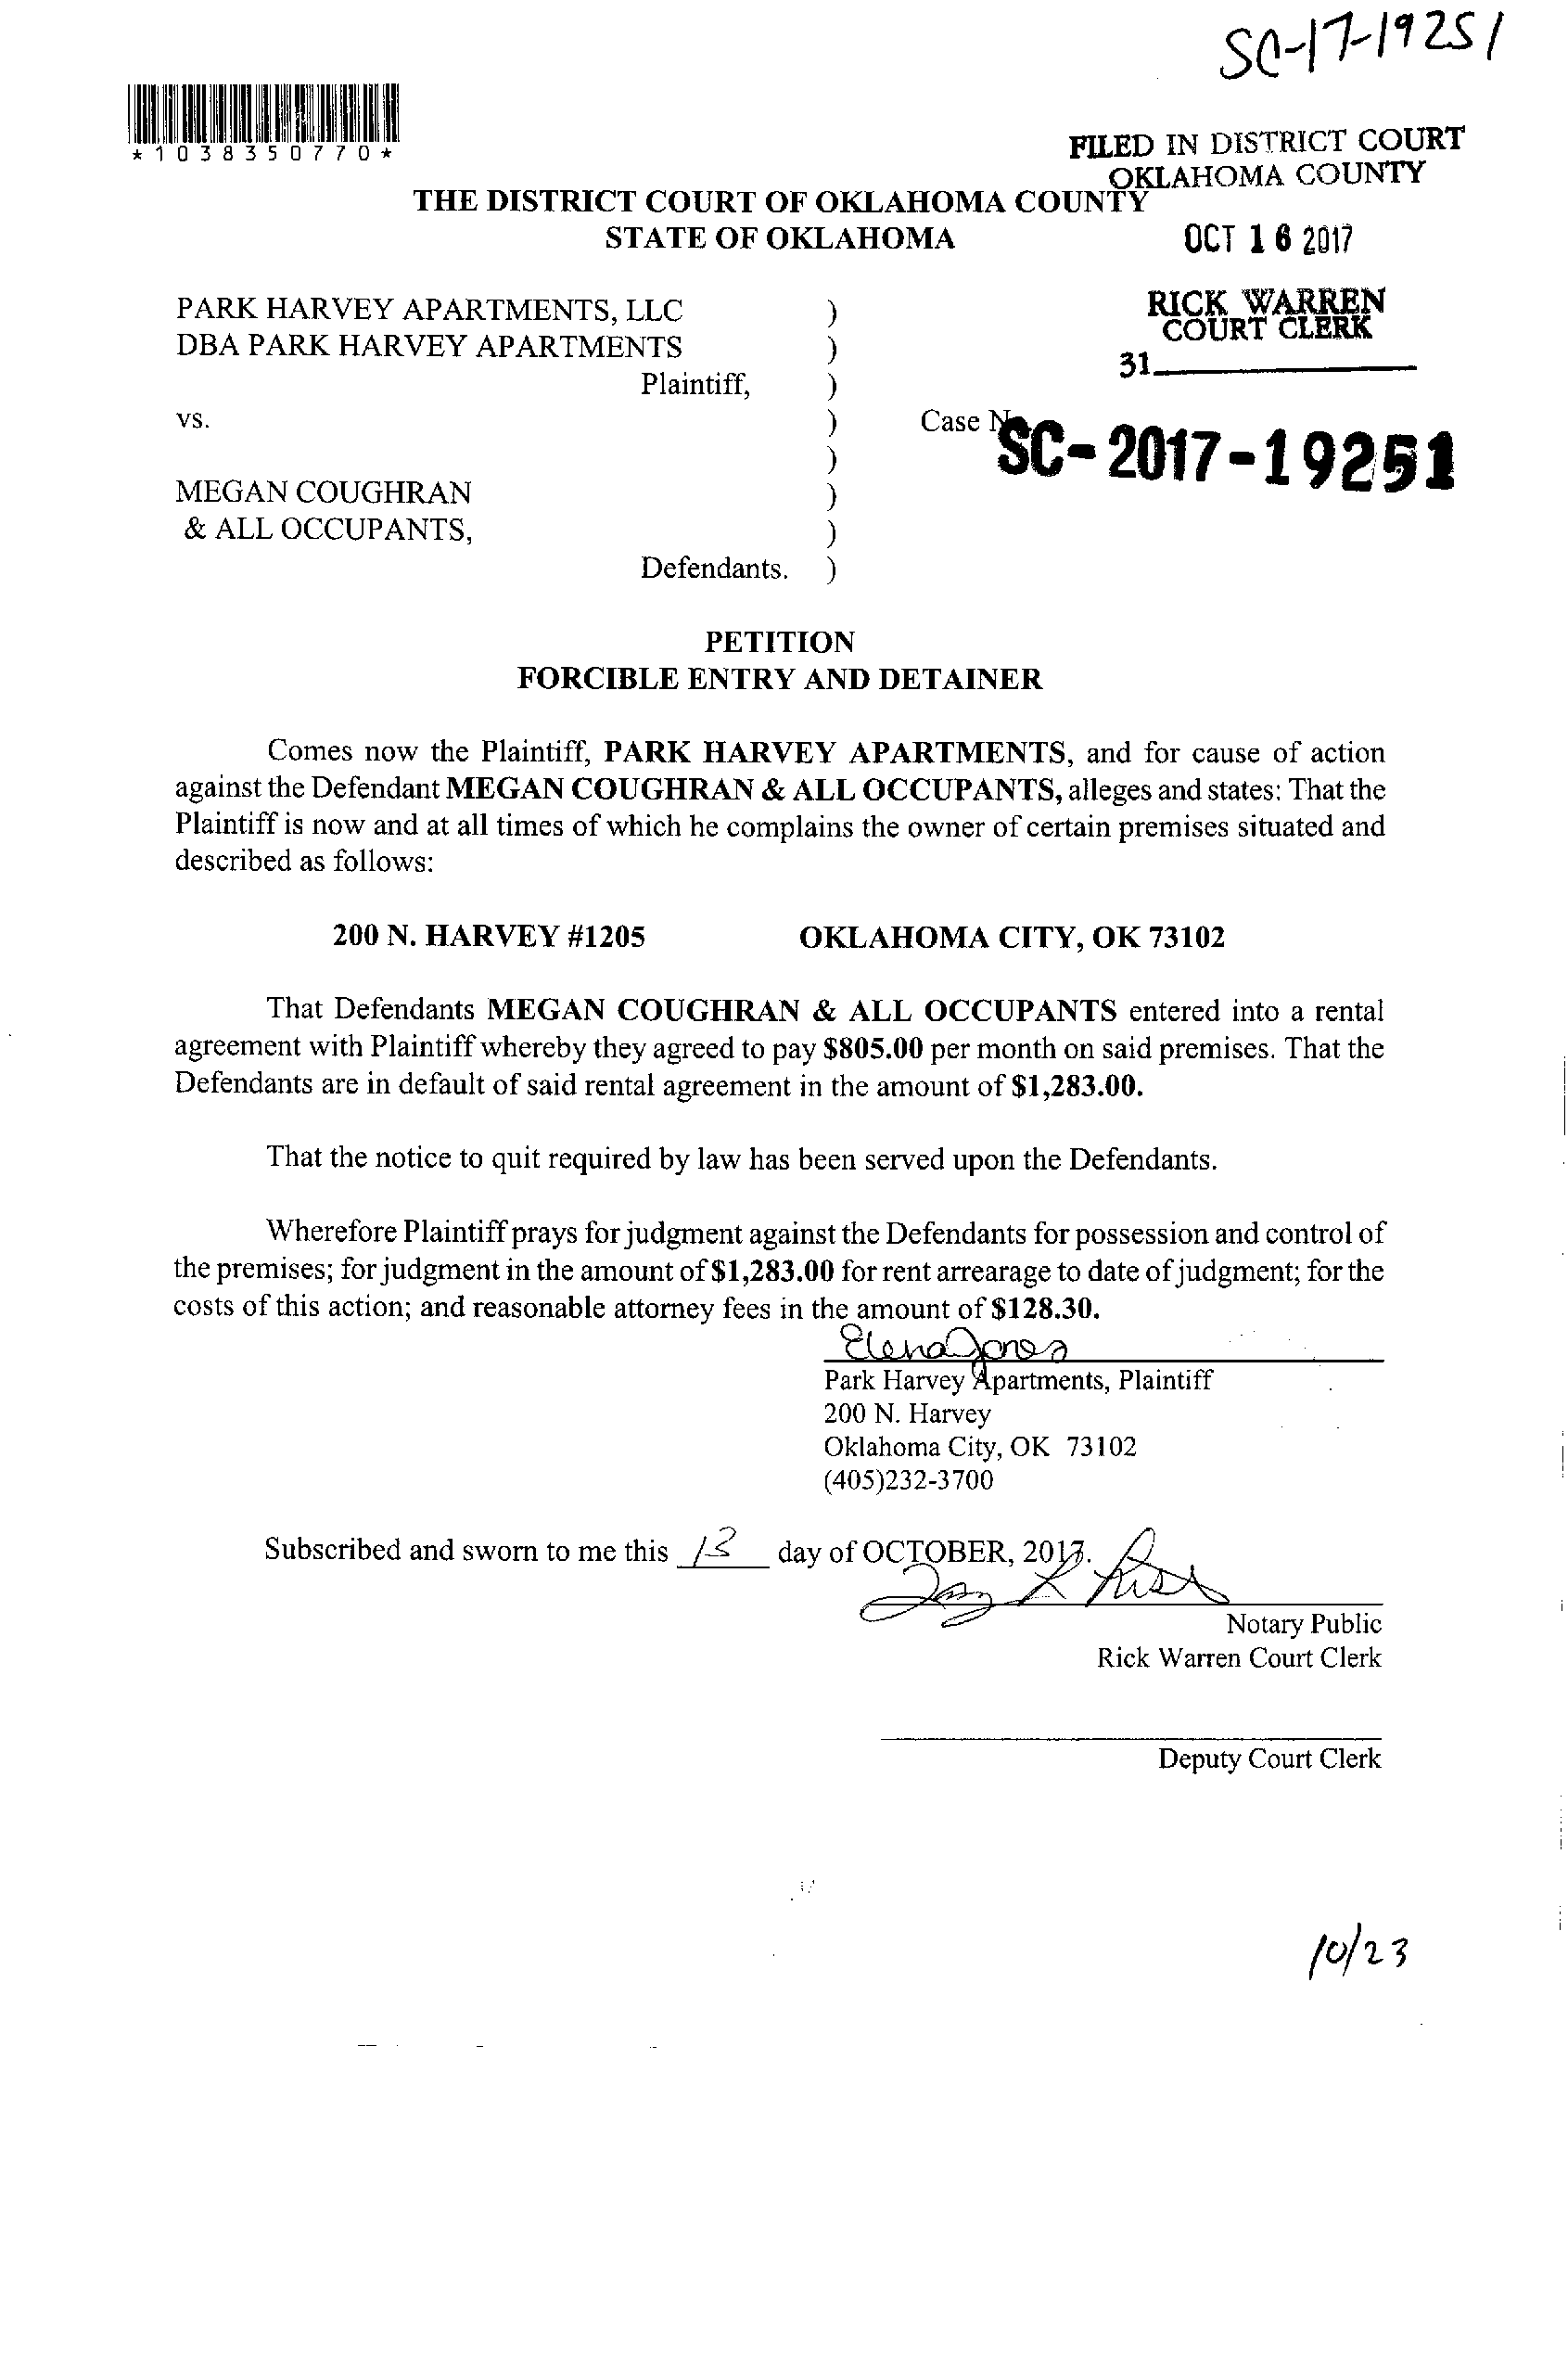 SC-17-19251
*1038350770*
FILED IN DISTRICT COURT
OKLAHOMA COUNTY
THE DISTRICT COURT OF OKLAHOMA COUNTY
STATE OF OKLAHOMA
OCT 16 2017
PARK HARVEY APARTMENTS, LLC )
RICK WARREN
COURT CLERK
DBA PARK HARVEY APARTMENTS )
31
Plaintiff, )
vs. )
Case
SC-2017-19251
)
MEGAN COUGHRAN )
& ALL OCCUPANTS, )
Defendants. )
PETITION
FORCIBLE ENTRY AND DETAINER
Comes now the Plaintiff, PARK HARVEY APARTMENTS, and for cause of action
against the Defendant MEGAN COUGHRAN & ALL OCCUPANTS, alleges and states: That the
Plaintiff is now and at all times of which he complains the owner of certain premises situated and
described as follows:
200 N. HARVEY #1205 OKLAHOMA CITY, OK 73102
That Defendants MEGAN COUGHRAN & ALL OCCUPANTS entered into a rental
agreement with Plaintiff whereby they agreed to pay $805.00 per month on said premises. That the
Defendants are in default of said rental agreement in the amount of $1,283.00.
That the notice to quit required by law has been served upon the Defendants.
Wherefore Plaintiff prays for judgment against the Defendants for possession and control of
the premises; for judgment in the amount of $1,283.00 for rent arrearage to date of judgment; for the
costs of this action; and reasonable attorney fees in the amount of $128.30.
Elena Jones
Park Harvey Apartments, Plaintiff
200 N. Harvey
Oklahoma City, OK 73102
(405)232-3700
Subscribed and sworn to me this 13 day of OCTOBER, 2017.
Notary Public
Rick Warren Court Clerk
Deputy Court Clerk
10/23